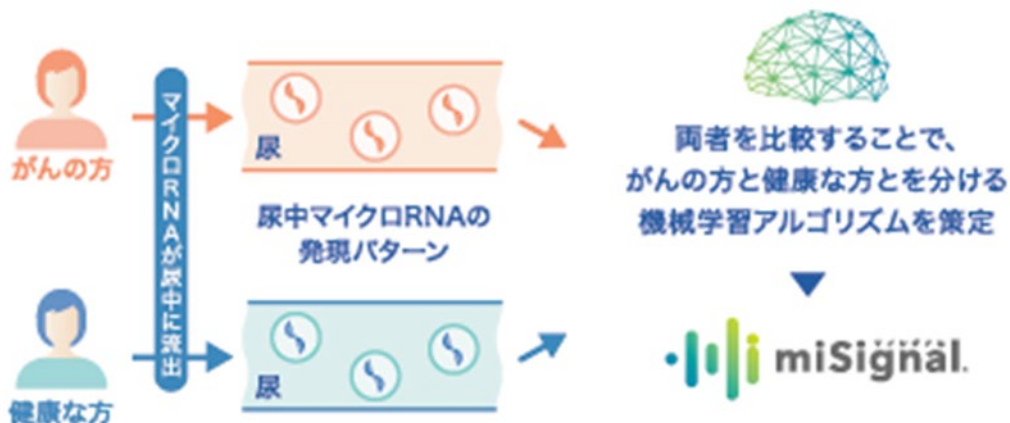 がんの方
マイクロRNAが尿中に流出
尿
尿中マイクロRNAの
発現パターン
健康な方
尿
両者を比較することで、
がんの方と健康な方とを分ける
機械学習アルゴリズムを策定
miSignal.